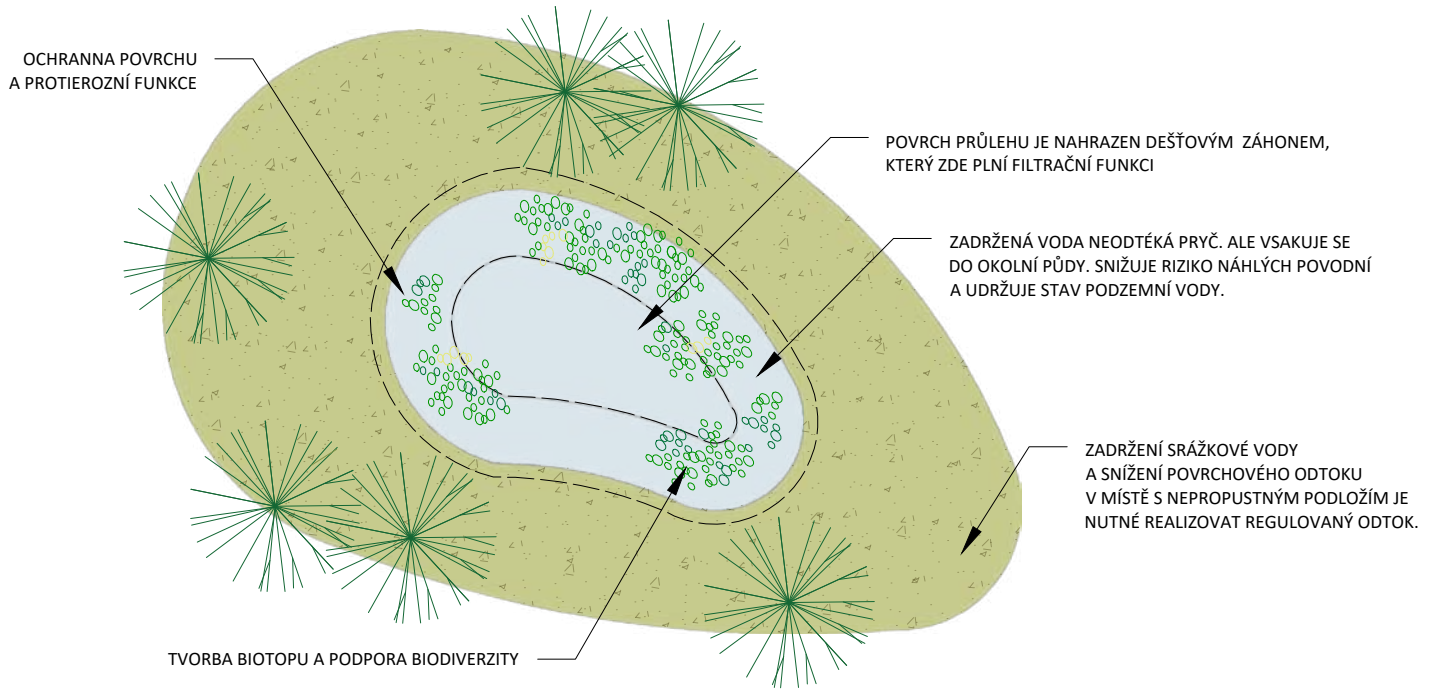 OCHRANNA POVRCHU
A PROTIEROZNÍ FUNKCE
POVRCH PRŮLEHU JE NAHRAZEN DEŠŤOVÝM ZÁHONEM,
KTERÝ ZDE PLNÍ FILTRAČNÍ FUNKCI
ZADRŽENÁ VODA NEODTÉKÁ PRYČ. ALE VSAKUJE SE
DO OKOLNÍ PŮDY. SNIŽUJE RIZIKO NÁHLÝCH POVODNÍ
A UDRŽUJE STAV PODZEMNÍ VODY.
ZADRŽENÍ SRÁŽKOVÉ VODY
A SNÍŽENÍ POVRCHOVÉHO ODTOKU
V MÍSTĚ S NEPROPUSTNÝM PODLOŽÍM JE
NUTNÉ REALIZOVAT REGULOVANÝ ODTOK.
TVORBA BIOTOPU A PODPORA BIODIVERZITY